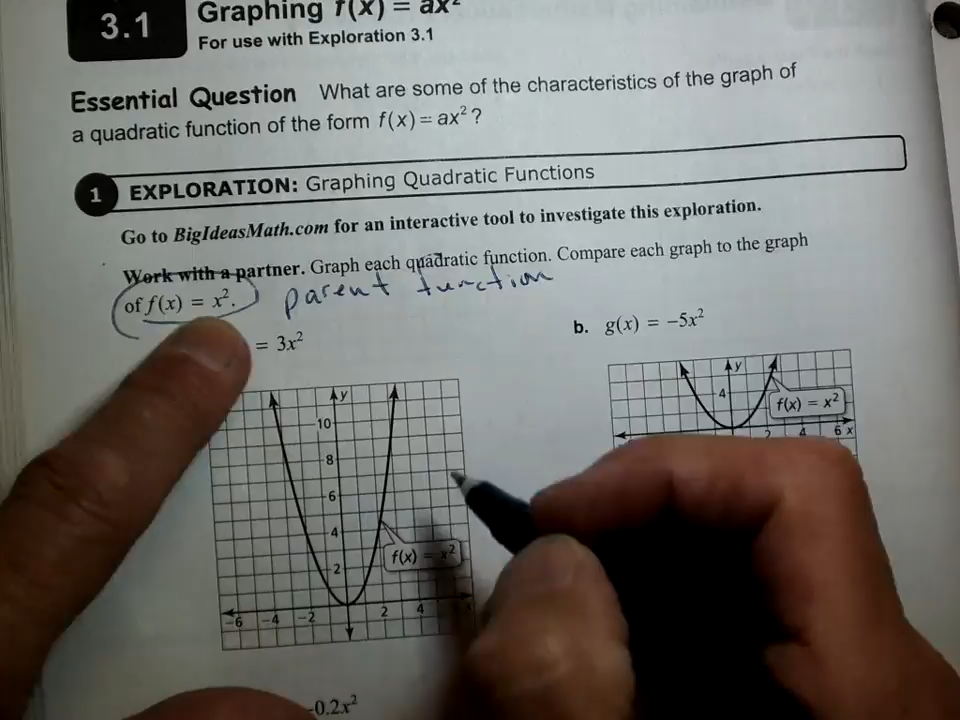 3.1
Graphing f(x) = ax²
For use with Exploration 3.1
Essential Question What are some of the characteristics of the graph of
a quadratic function of the form f(x) = ax² ?
1 EXPLORATION: Graphing Quadratic Functions
Go to BigIdeasMath.com for an interactive tool to investigate this exploration.
Work with a partner. Graph each quadratic function. Compare each graph to the graph
of f(x) = x². parent function
= 3x²
b. g(x) = −5x²
y
10
8
6
4
2
−6 −4 −2 2 4
f(x) = x²
y
4
f(x) = x²
2 4 6 x
−0.2x²